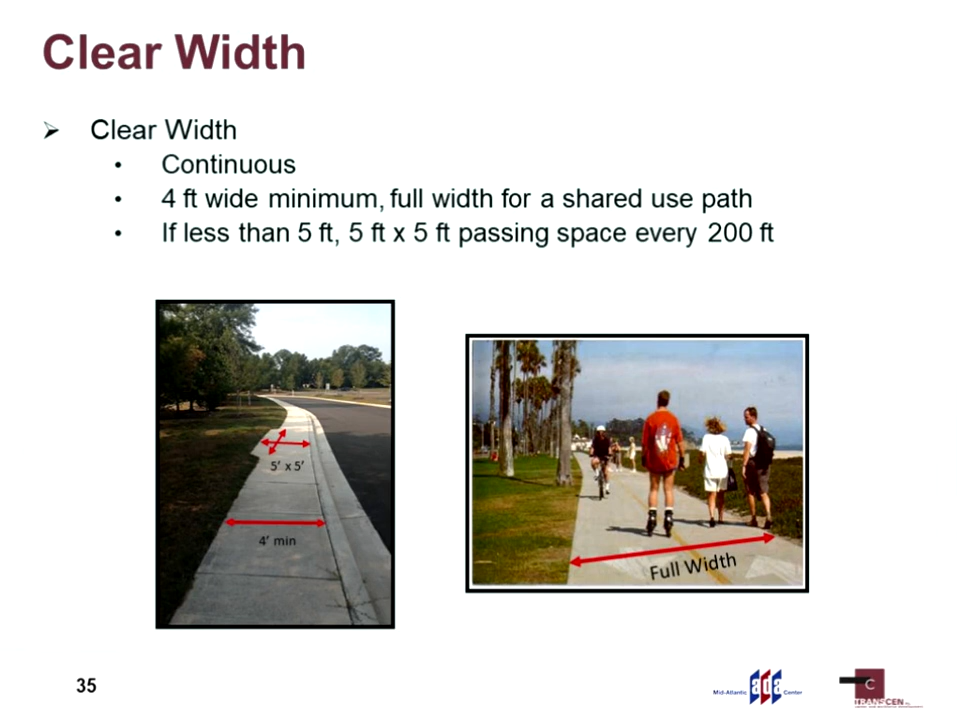 Clear Width
➢ Clear Width
• Continuous
• 4 ft wide minimum, full width for a shared use path
• If less than 5 ft, 5 ft x 5 ft passing space every 200 ft
5' x 5'
4' min
Full Width
35
Mid-Atlantic ada Center
C
TRANSCEN